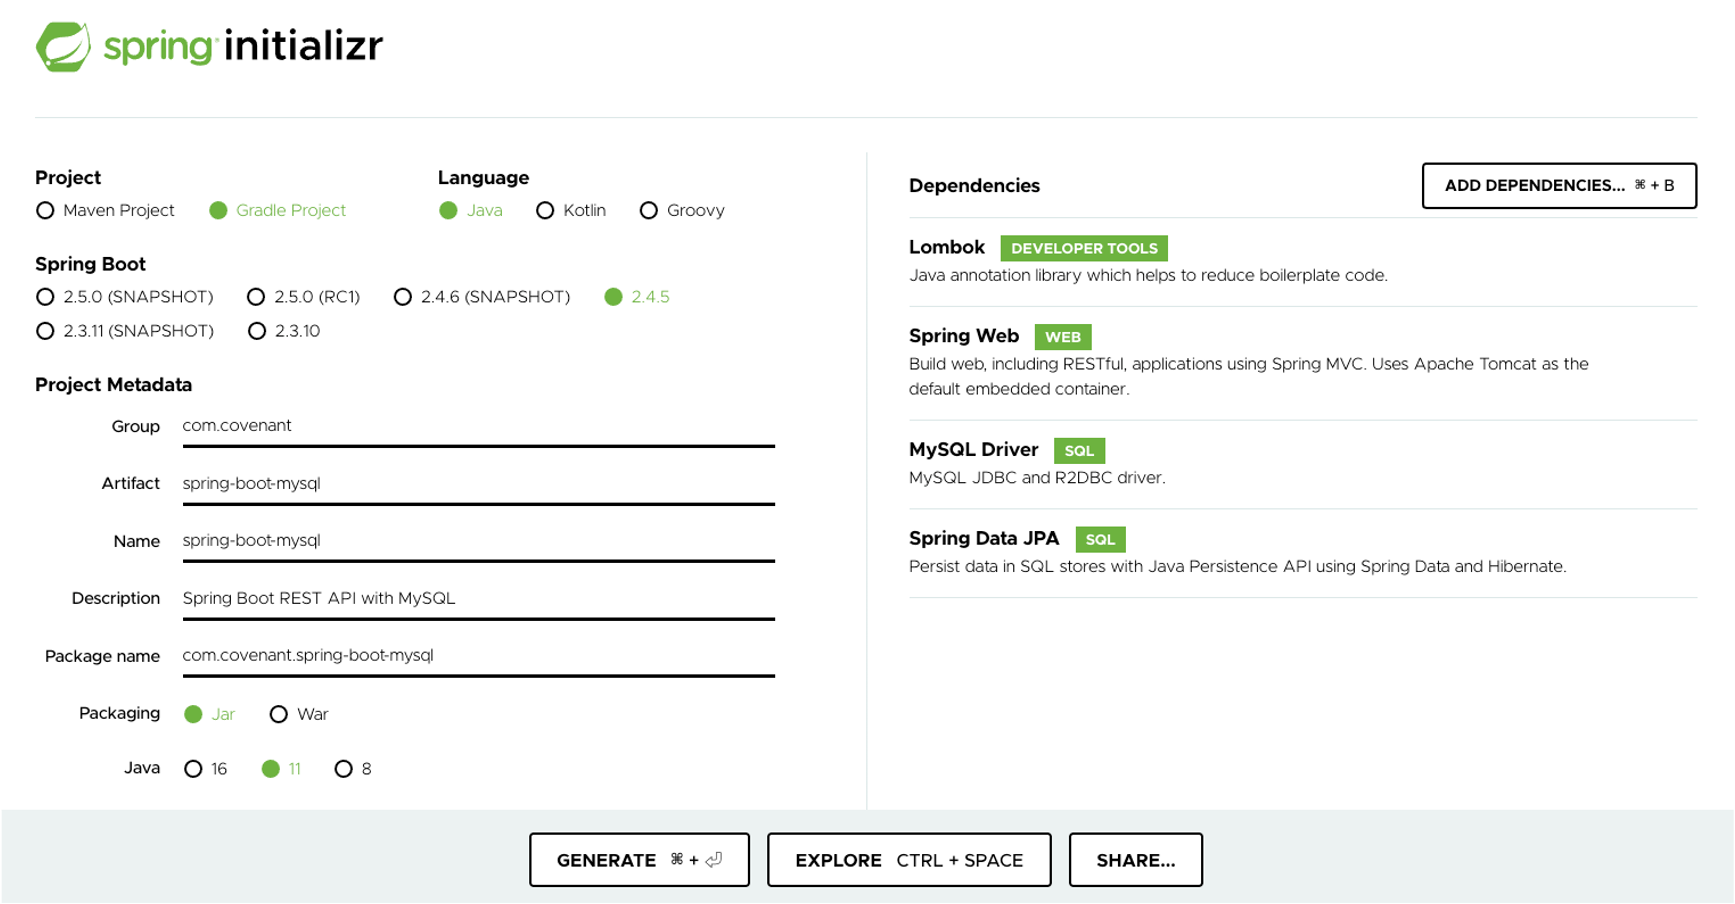 spring initializr
Project
Maven Project Gradle Project
Language
Java Kotlin Groovy
Spring Boot
2.5.0 (SNAPSHOT) 2.5.0 (RC1) 2.4.6 (SNAPSHOT) 2.4.5
2.3.11 (SNAPSHOT) 2.3.10
Project Metadata
Group com.covenant
Artifact spring-boot-mysql
Name spring-boot-mysql
Description Spring Boot REST API with MySQL
Package name com.covenant.spring-boot-mysql
Packaging Jar War
Java 16 11 8
Dependencies ADD DEPENDENCIES... ⌘ + B
Lombok DEVELOPER TOOLS
Java annotation library which helps to reduce boilerplate code.
Spring Web WEB
Build web, including RESTful, applications using Spring MVC. Uses Apache Tomcat as the
default embedded container.
MySQL Driver SQL
MySQL JDBC and R2DBC driver.
Spring Data JPA SQL
Persist data in SQL stores with Java Persistence API using Spring Data and Hibernate.
GENERATE ⌘ + ⏎ EXPLORE CTRL + SPACE SHARE...